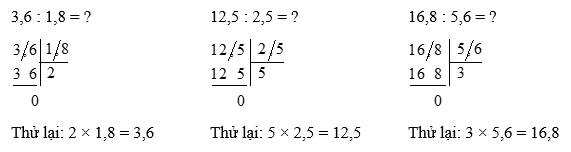 3,6 : 1,8 = ?
3,6 1,8
3 6 2
0
Thử lại: 2 × 1,8 = 3,6
12,5 : 2,5 = ?
12,5 2,5
12 5 5
0
Thử lại: 5 × 2,5 = 12,5
16,8 : 5,6 = ?
16,8 5,6
16 8 3
0
Thử lại: 3 × 5,6 = 16,8